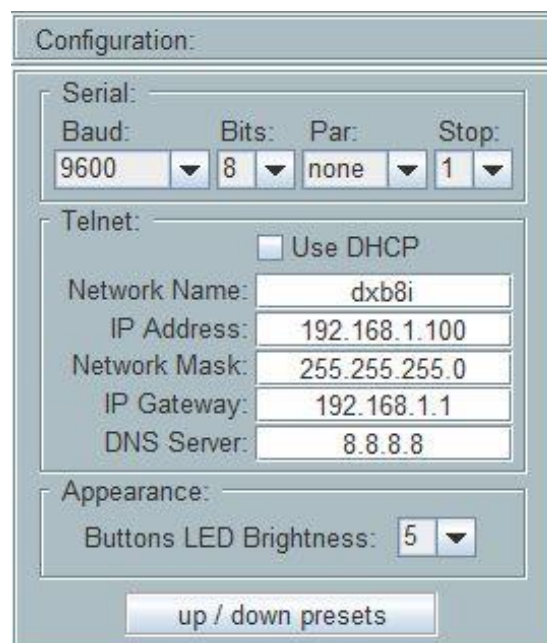 Configuration:
Serial:
Baud: Bits: Par: Stop:
9600 8 none 1
Telnet:
Use DHCP
Network Name: dxb8i
IP Address: 192.168.1.100
Network Mask: 255.255.255.0
IP Gateway: 192.168.1.1
DNS Server: 8.8.8.8
Appearance:
Buttons LED Brightness: 5
up / down presets